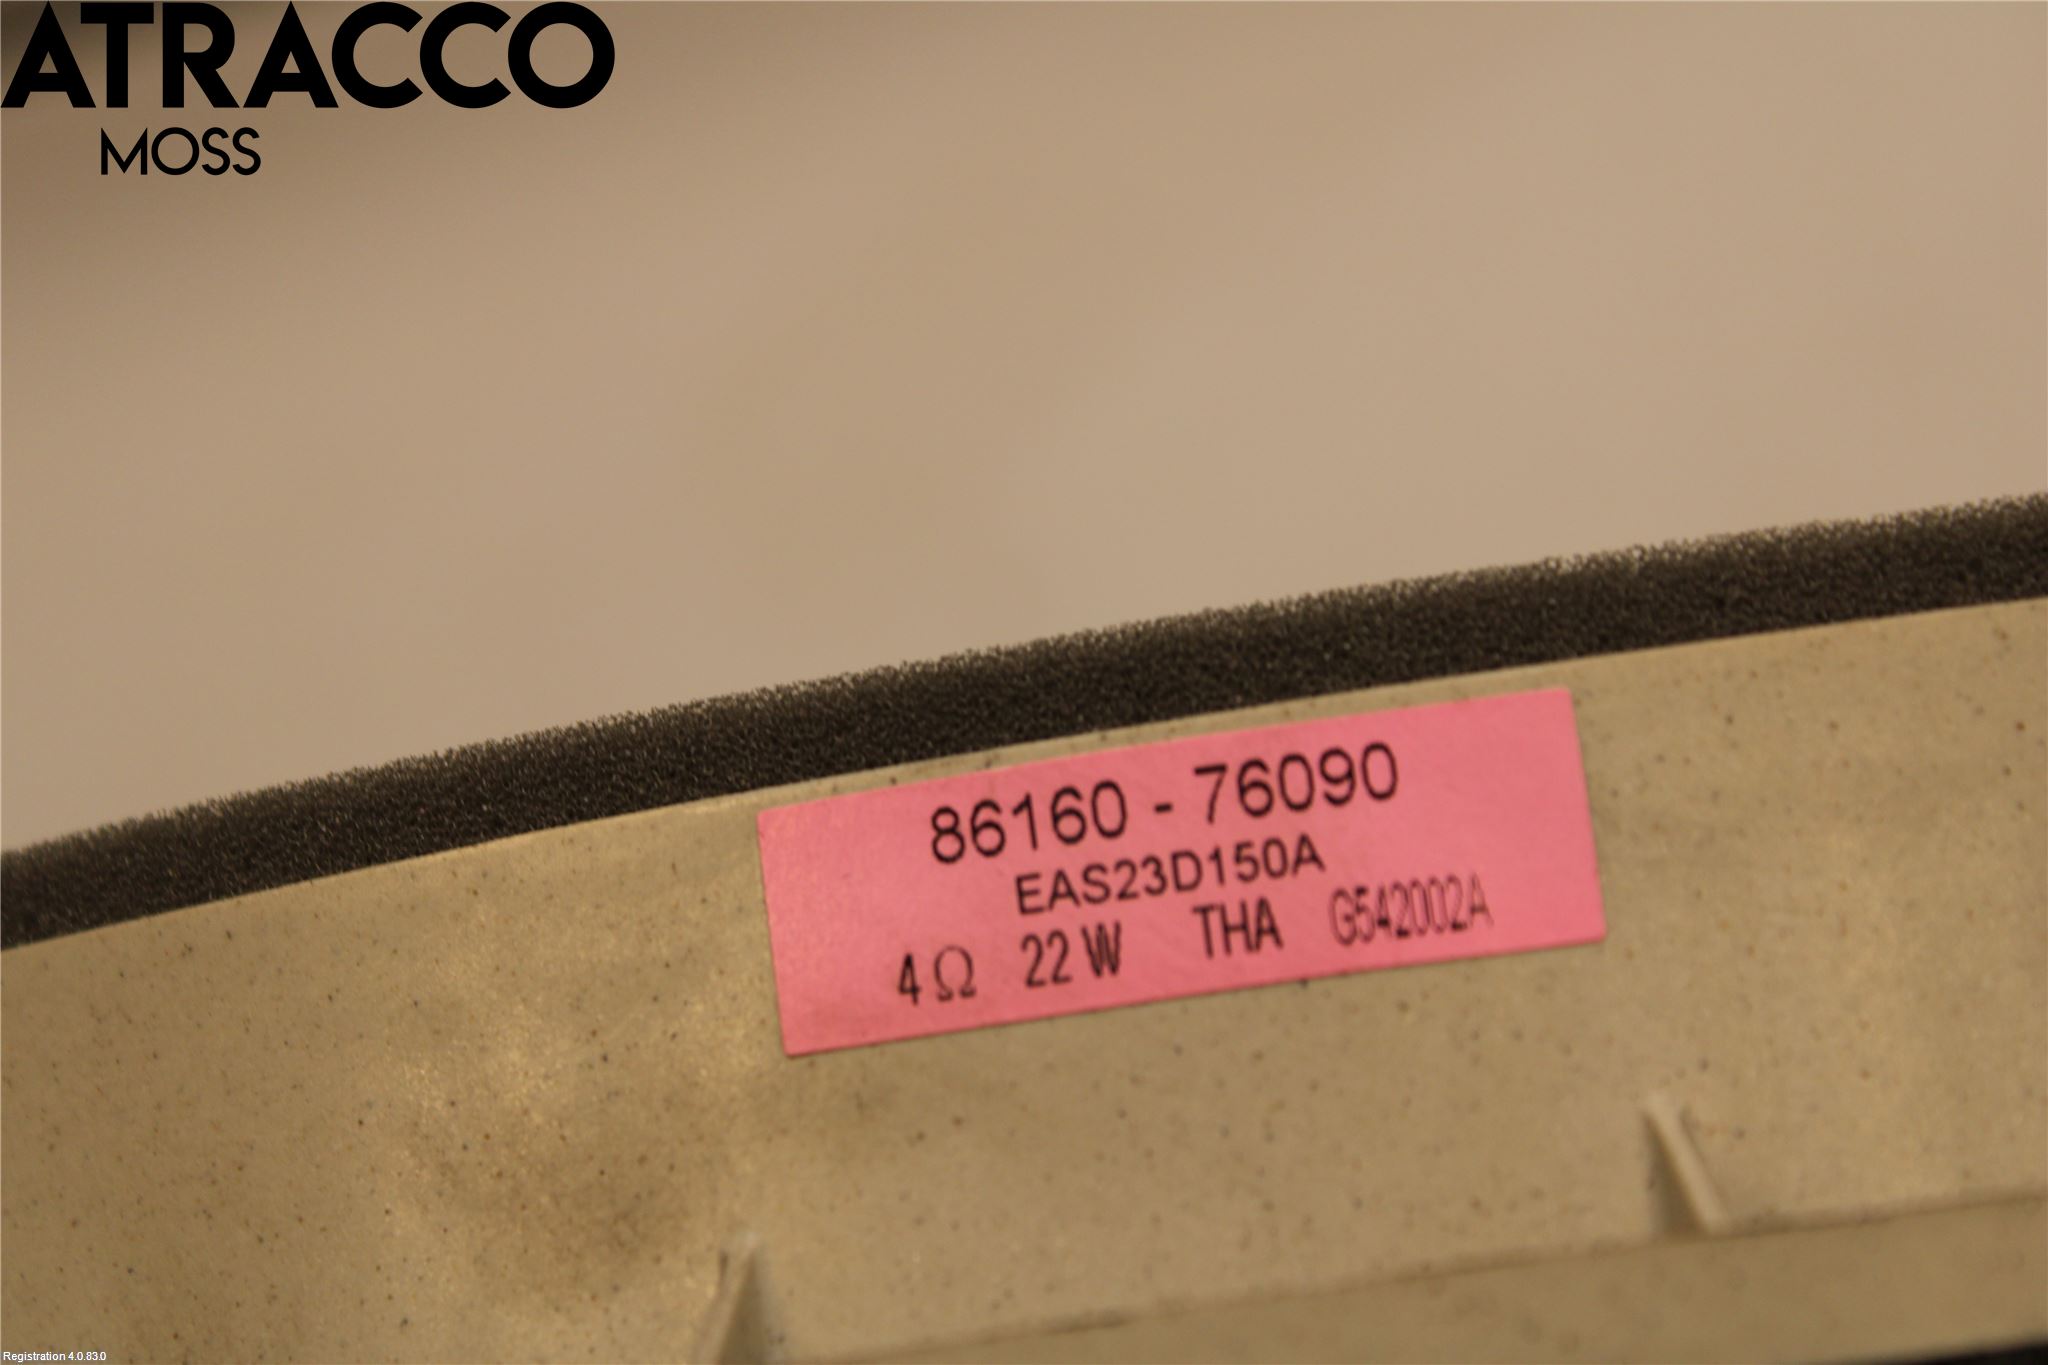 ATRACCO
MOSS
86160 - 76090
EAS23D150A
4Ω 22W THA G542002A
Registration 4.0.83.0